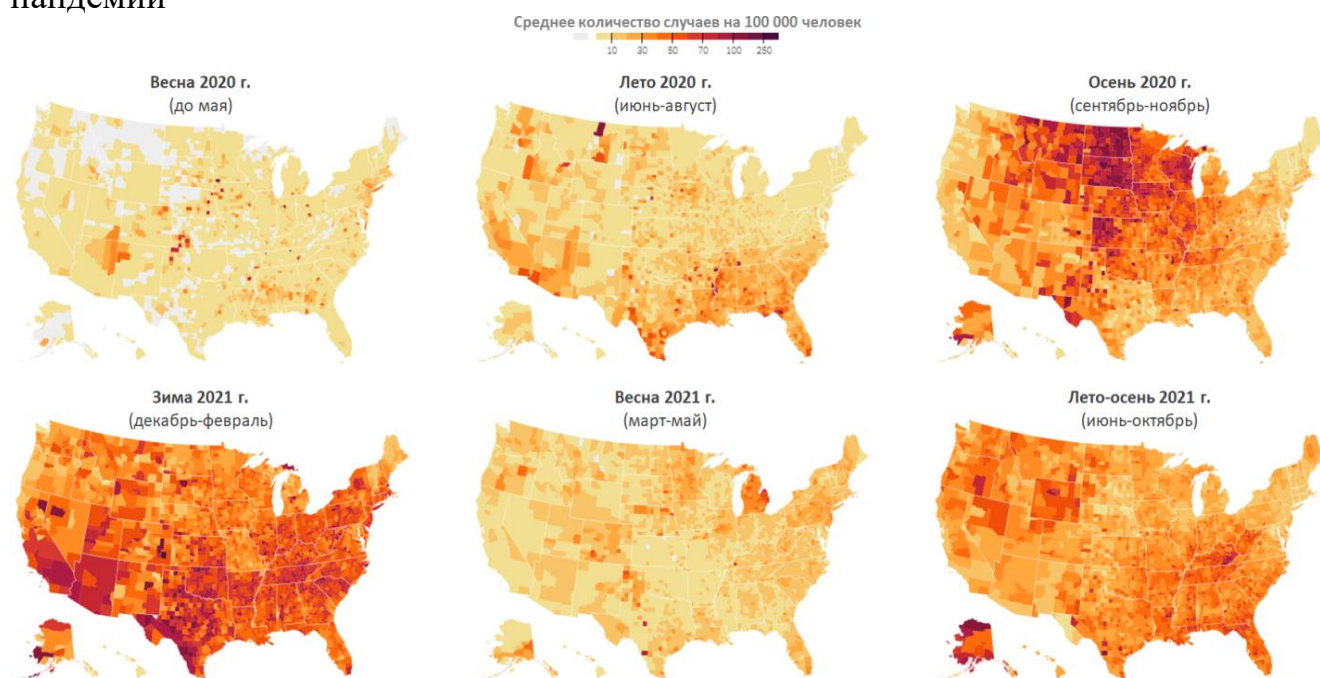 пандемии
Среднее количество случаев на 100 000 человек
10 30 50 70 100 250
Весна 2020 г.
(до мая)
Лето 2020 г.
(июнь-август)
Осень 2020 г.
(сентябрь-ноябрь)
Зима 2021 г.
(декабрь-февраль)
Весна 2021 г.
(март-май)
Лето-осень 2021 г.
(июнь-октябрь)